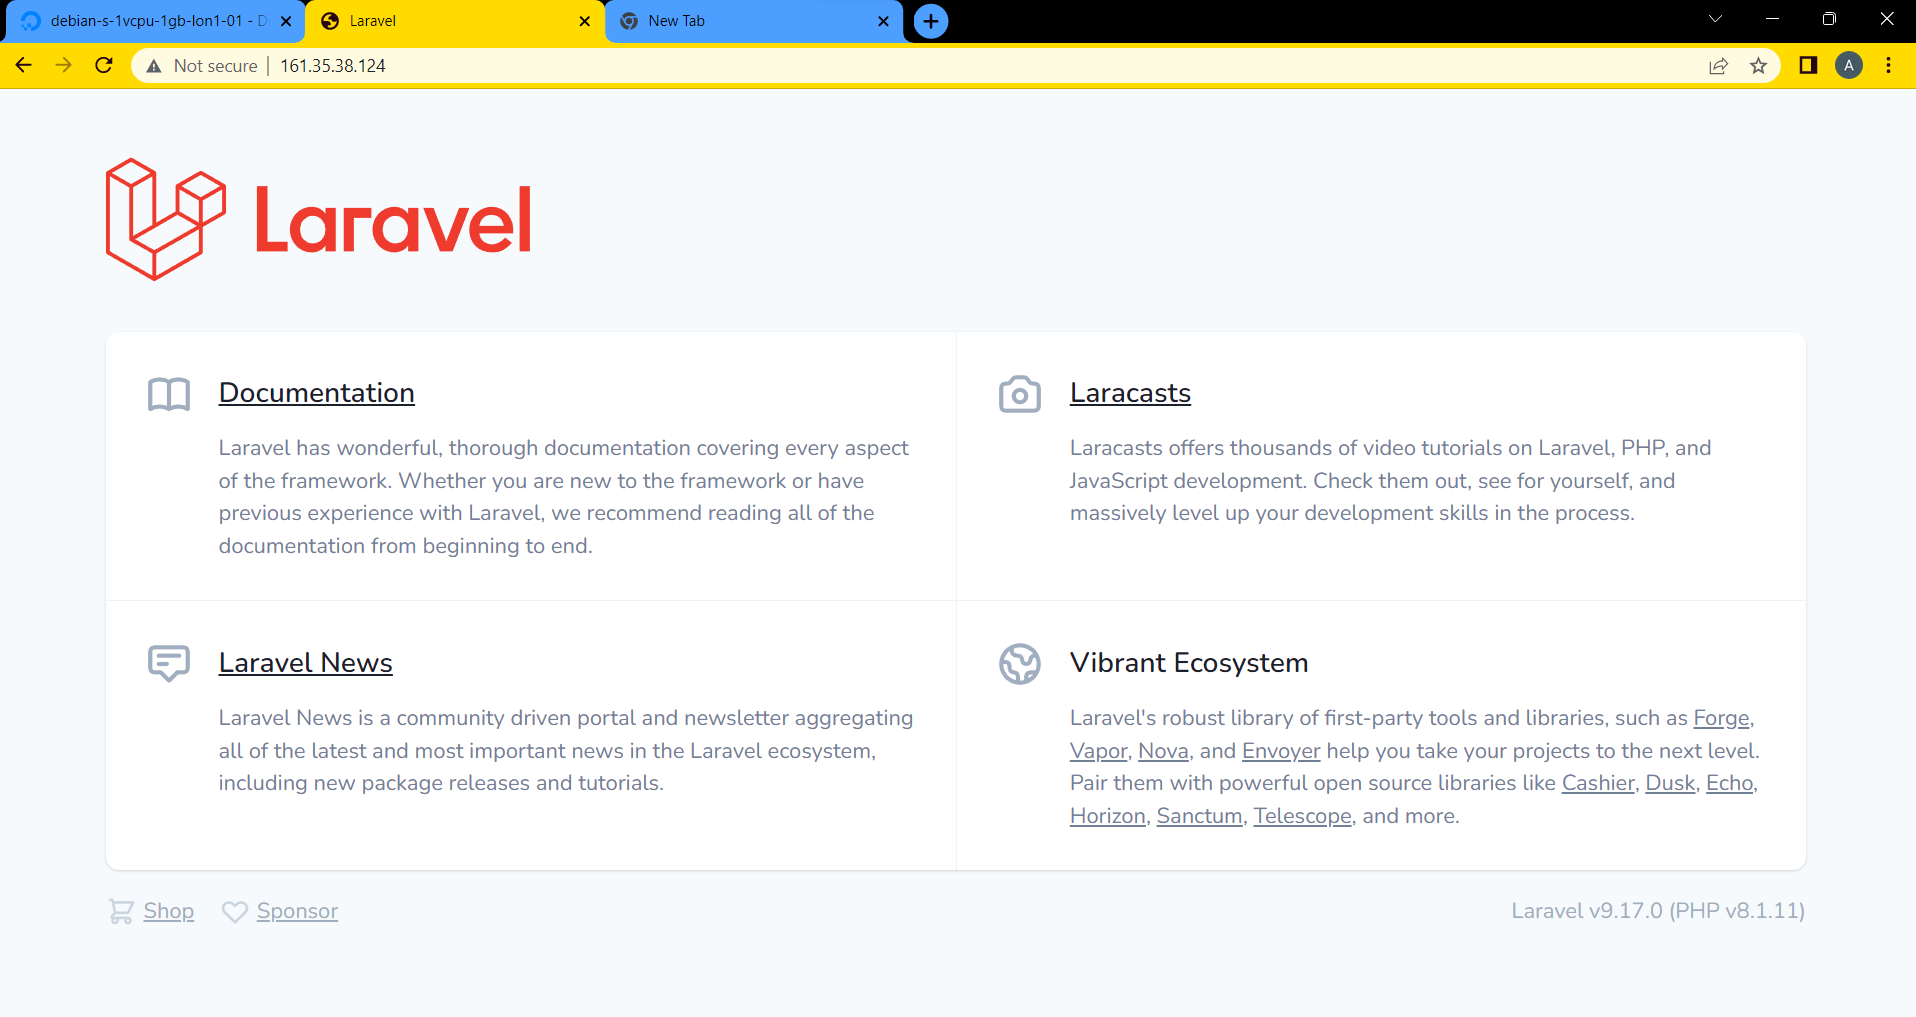 debian-s-1vcpu-1gb-lon1-01 - D
Laravel
New Tab
Not secure
161.35.38.124
A
Laravel
Documentation
Laravel has wonderful, thorough documentation covering every aspect
of the framework. Whether you are new to the framework or have
previous experience with Laravel, we recommend reading all of the
documentation from beginning to end.
Laracasts
Laracasts offers thousands of video tutorials on Laravel, PHP, and
JavaScript development. Check them out, see for yourself, and
massively level up your development skills in the process.
Laravel News
Laravel News is a community driven portal and newsletter aggregating
all of the latest and most important news in the Laravel ecosystem,
including new package releases and tutorials.
Vibrant Ecosystem
Laravel's robust library of first-party tools and libraries, such as Forge,
Vapor, Nova, and Envoyer help you take your projects to the next level.
Pair them with powerful open source libraries like Cashier, Dusk, Echo,
Horizon, Sanctum, Telescope, and more.
Shop
Sponsor
Laravel v9.17.0 (PHP v8.1.11)